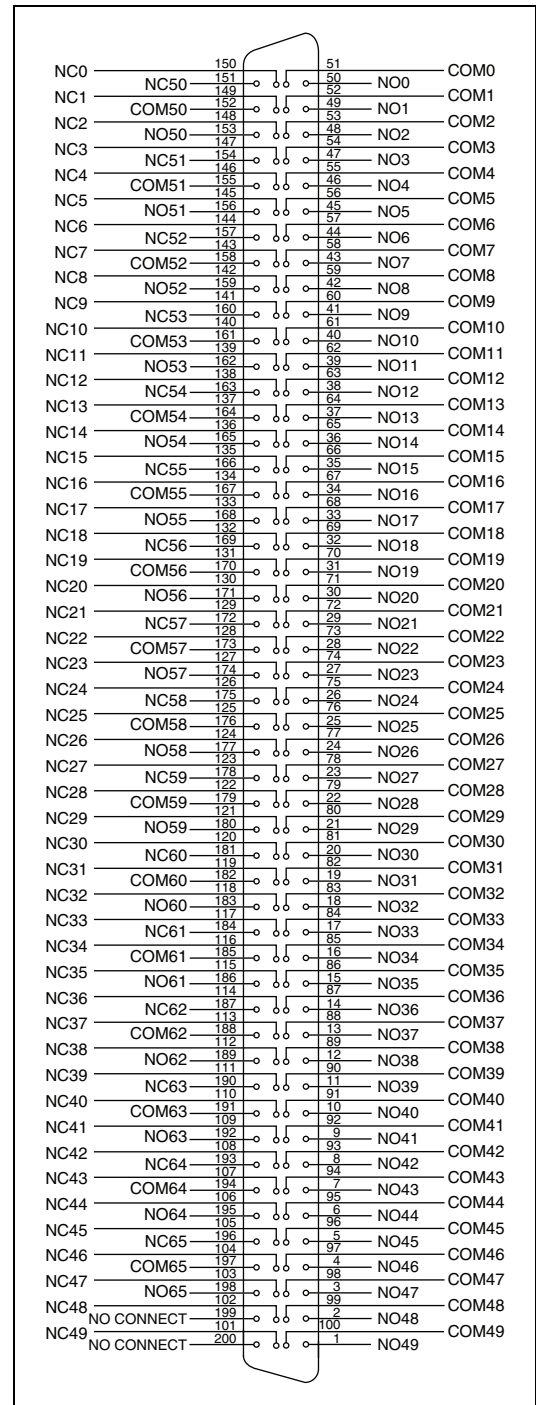 NC0 150 51 COM0
NC50 151 50 NO0
NC1 149 52 COM1
COM50 152 49 NO1
NC2 148 53 COM2
NO50 153 48 NO2
NC3 147 54 COM3
NC51 154 47 NO3
NC4 146 55 COM4
COM51 155 46 NO4
NC5 145 56 COM5
NO51 156 45 NO5
NC6 144 57 COM6
NC52 157 44 NO6
NC7 143 58 COM7
COM52 158 43 NO7
NC8 142 59 COM8
NO52 159 42 NO8
NC9 141 60 COM9
NC53 160 41 NO9
NC10 140 61 COM10
COM53 161 40 NO10
NC11 139 62 COM11
NO53 162 39 NO11
NC12 138 63 COM12
NC54 163 38 NO12
NC13 137 64 COM13
COM54 164 37 NO13
NC14 136 65 COM14
NO54 165 36 NO14
NC15 135 66 COM15
NC55 166 35 NO15
NC16 134 67 COM16
COM55 167 34 NO16
NC17 133 68 COM17
NO55 168 33 NO17
NC18 132 69 COM18
NC56 169 32 NO18
NC19 131 70 COM19
COM56 170 31 NO19
NC20 130 71 COM20
NO56 171 30 NO20
NC21 129 72 COM21
NC57 172 29 NO21
NC22 128 73 COM22
COM57 173 28 NO22
NC23 127 74 COM23
NO57 174 27 NO23
NC24 126 75 COM24
NC58 175 26 NO24
NC25 125 76 COM25
COM58 176 25 NO25
NC26 124 77 COM26
NO58 177 24 NO26
NC27 123 78 COM27
NC59 178 23 NO27
NC28 122 79 COM28
COM59 179 22 NO28
NC29 121 80 COM29
NO59 180 21 NO29
NC30 120 81 COM30
NC60 181 20 NO30
NC31 119 82 COM31
COM60 182 19 NO31
NC32 118 83 COM32
NO60 183 18 NO32
NC33 117 84 COM33
NC61 184 17 NO33
NC34 116 85 COM34
COM61 185 16 NO34
NC35 115 86 COM35
NO61 186 15 NO35
NC36 114 87 COM36
NC62 187 14 NO36
NC37 113 88 COM37
COM62 188 13 NO37
NC38 112 89 COM38
NO62 189 12 NO38
NC39 111 90 COM39
NC63 190 11 NO39
NC40 110 91 COM40
COM63 191 10 NO40
NC41 109 92 COM41
NO63 192 9 NO41
NC42 108 93 COM42
NC64 193 8 NO42
NC43 107 94 COM43
COM64 194 7 NO43
NC44 106 95 COM44
NO64 195 6 NO44
NC45 105 96 COM45
NC65 196 5 NO45
NC46 104 97 COM46
COM65 197 4 NO46
NC47 103 98 COM47
NO65 198 3 NO47
NC48 102 99 COM48
NO CONNECT 199 2 NO48
NC49 101 100 COM49
NO CONNECT 200 1 NO49